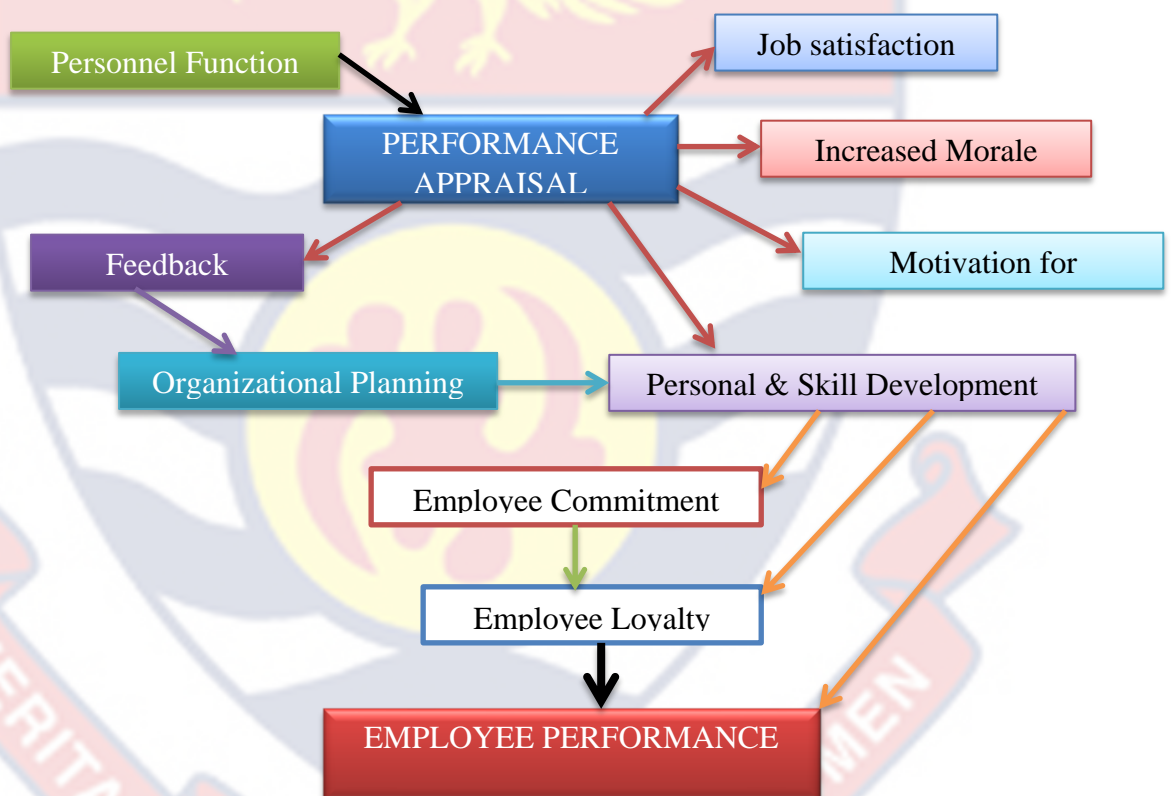 Personnel Function
Job satisfaction
PERFORMANCE
APPRAISAL
Increased Morale
Feedback
Motivation for
Organizational Planning
Personal & Skill Development
Employee Commitment
Employee Loyalty
EMPLOYEE PERFORMANCE